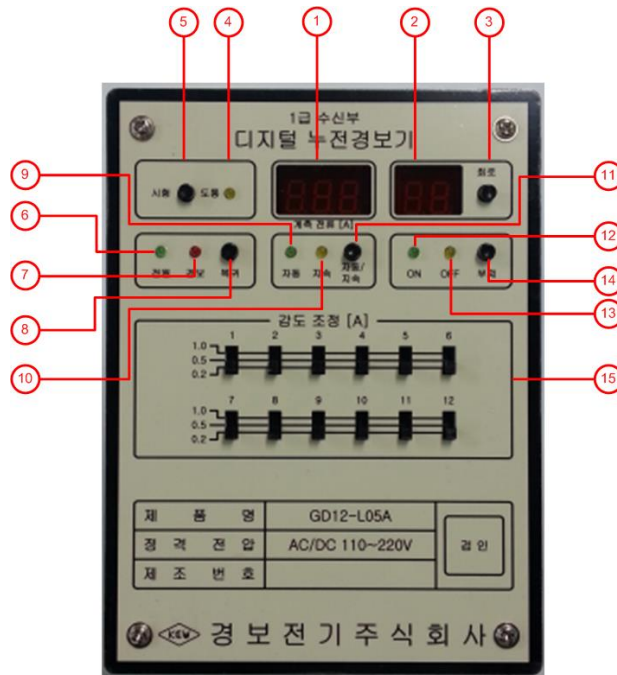 5 4 1 2 3
1급 수신부
디지털 누전경보기
9 11
시험 도통 회로
계측 전류 [A]
6 12
전원 경보 복귀 자동 지속 자동/지속 ON OFF 부저
7 14
8 13
감도 조정 [A]
10 15
1 2 3 4 5 6
1.0
0.5
0.2
7 8 9 10 11 12
1.0
0.5
0.2
제 품 명 GD12-L05A
정 격 전 압 AC/DC 110~220V 검 인
제 조 번 호
KEW 경보전기주식회사